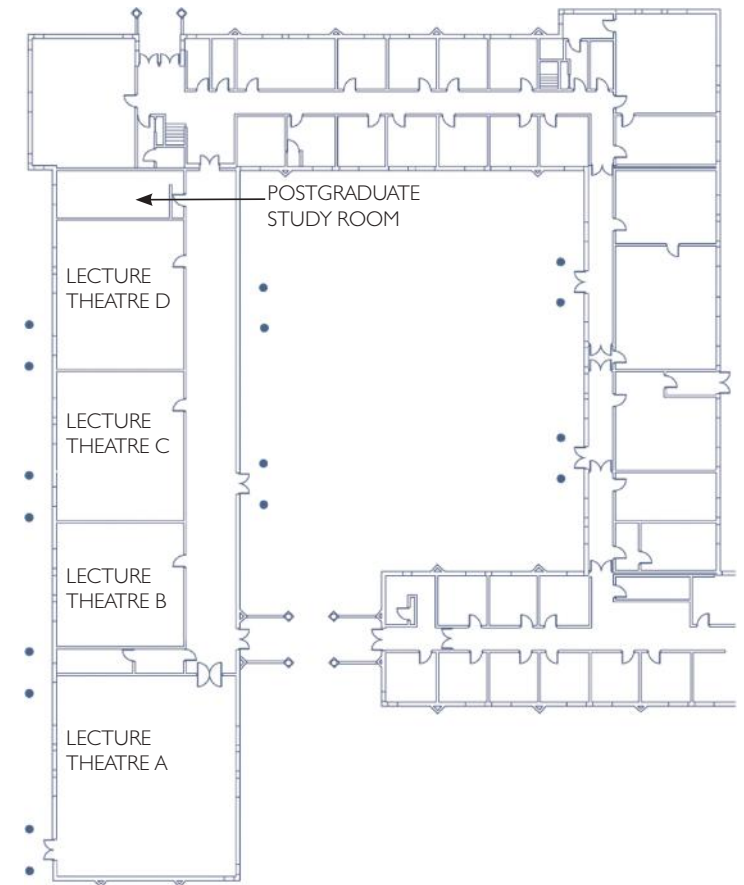 POSTGRADUATE
STUDY ROOM
LECTURE
THEATRE D
LECTURE
THEATRE C
LECTURE
THEATRE B
LECTURE
THEATRE A